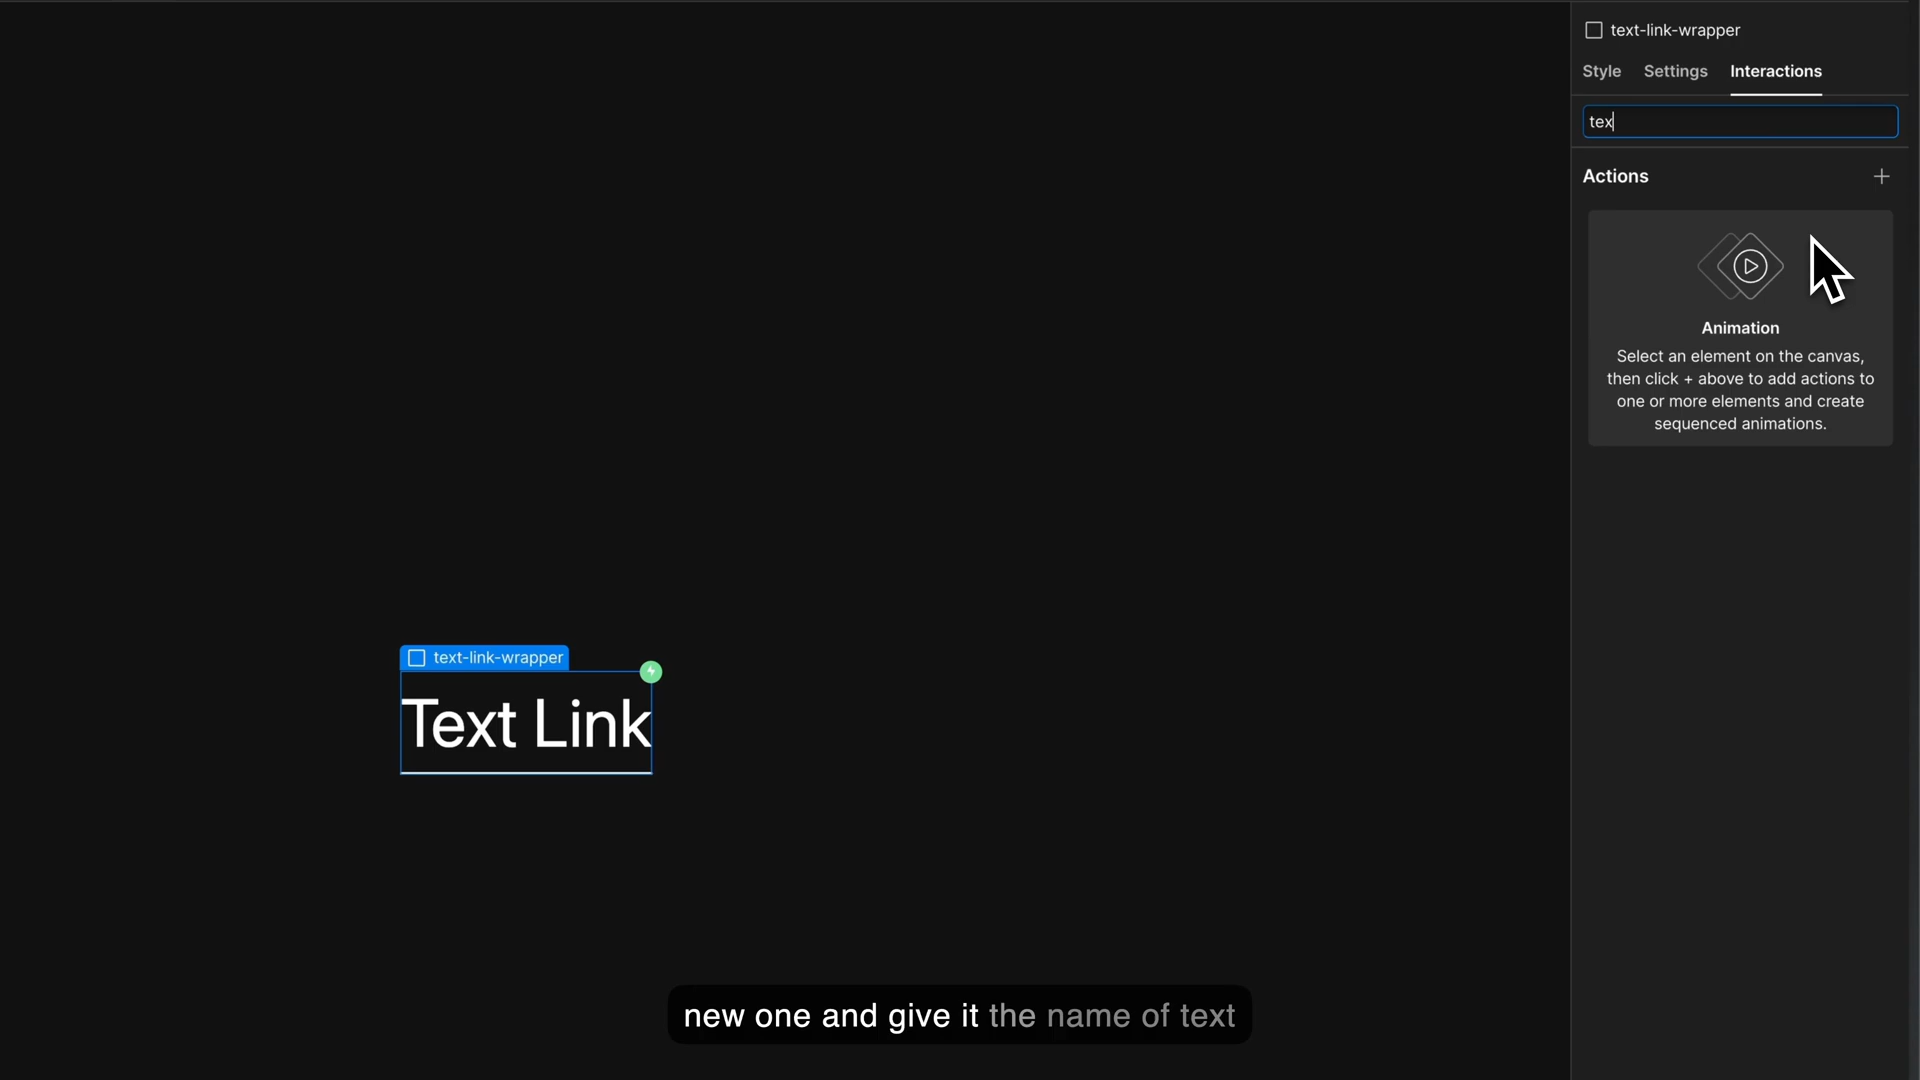 text-link-wrapper
Style Settings Interactions
tex
Actions
Animation
Select an element on the canvas,
then click + above to add actions to
one or more elements and create
sequenced animations.
text-link-wrapper
Text Link
new one and give it the name of text